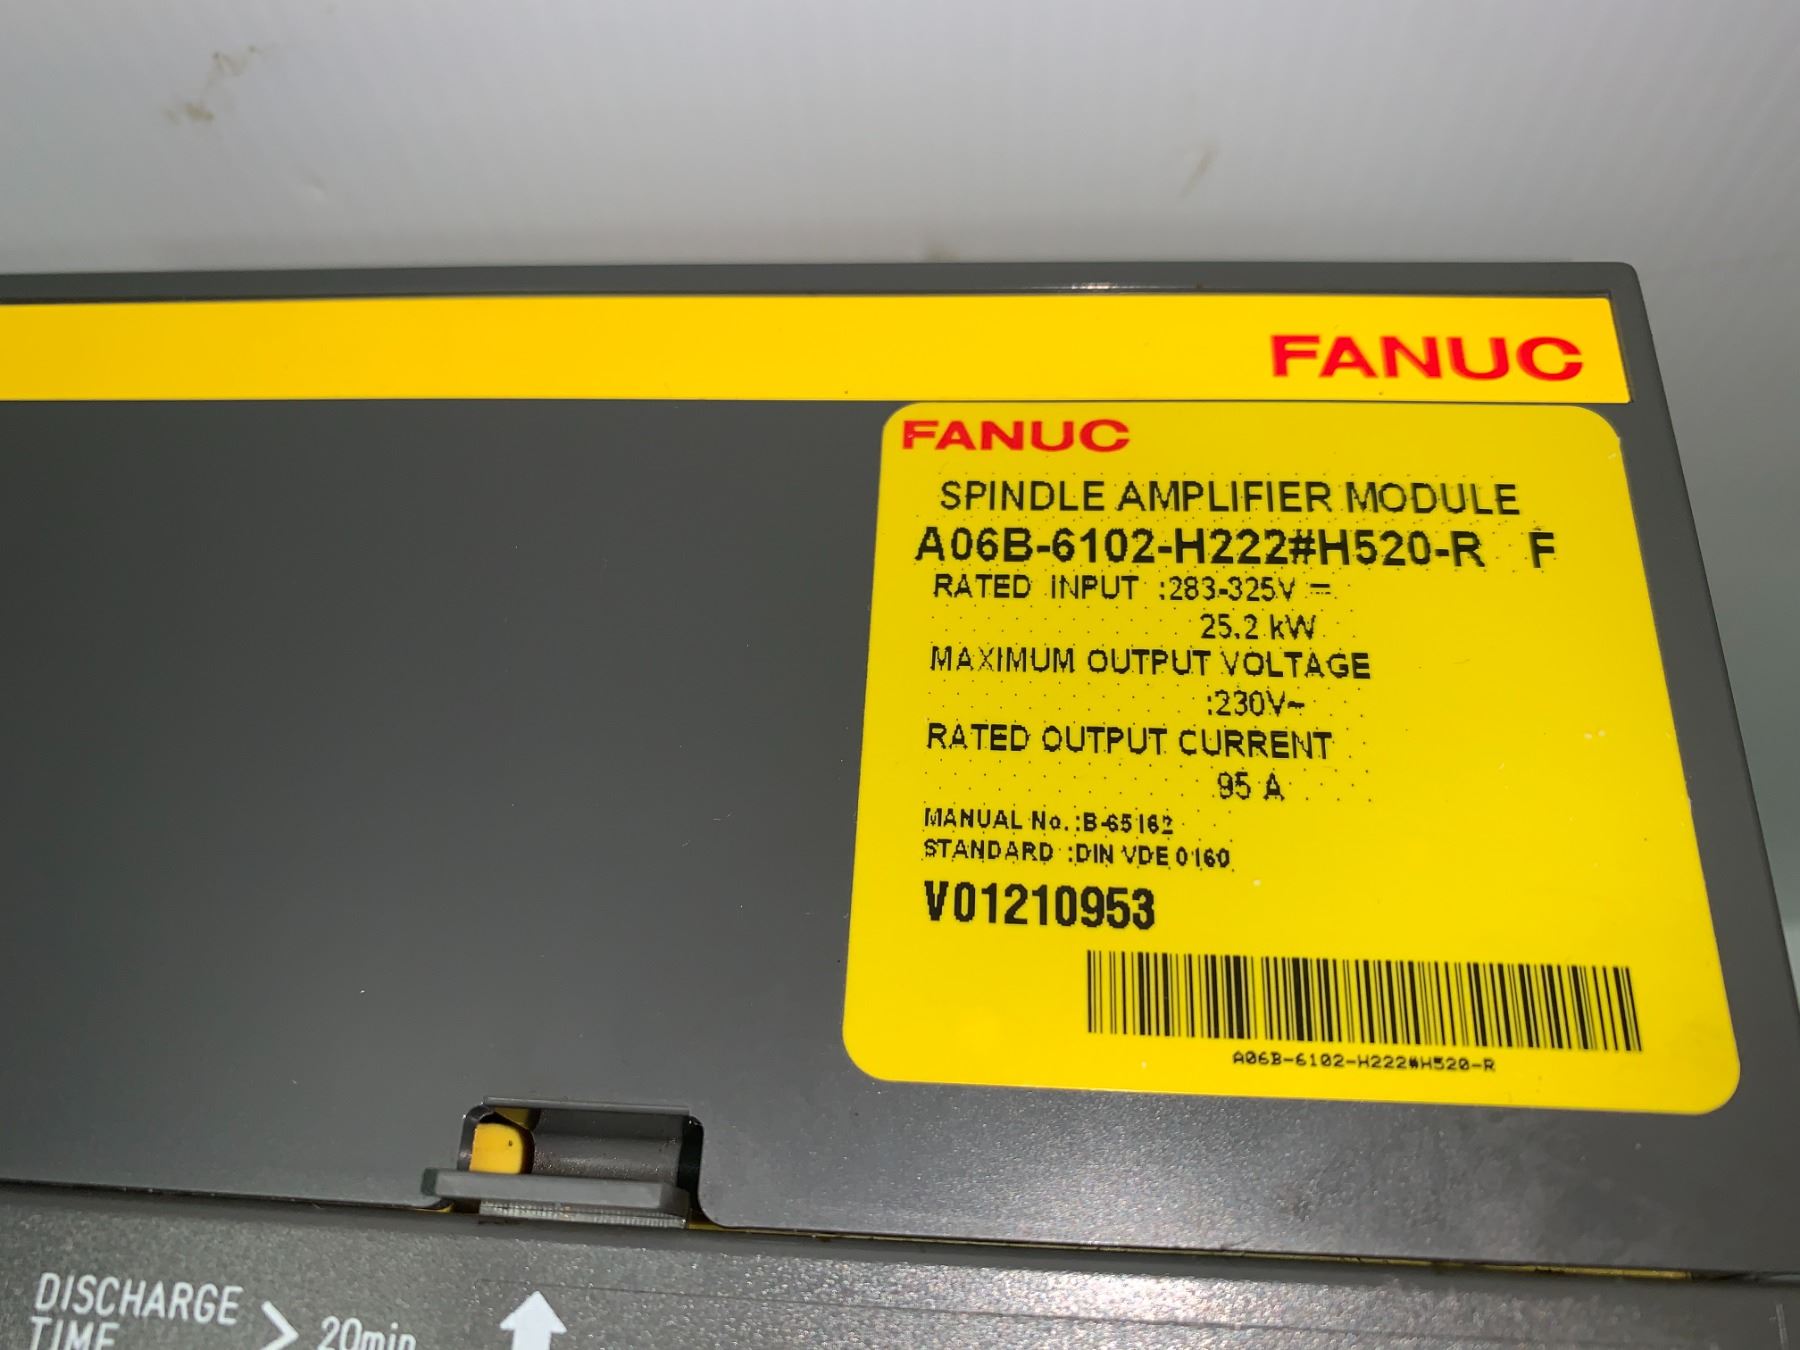 FANUC
FANUC
SPINDLE AMPLIFIER MODULE
A06B-6102-H222#H520-R F
RATED INPUT :283-325V ⎓
25.2 kW
MAXIMUM OUTPUT VOLTAGE
:230V~
RATED OUTPUT CURRENT
95 A
MANUAL No. :B-65162
STANDARD :DIN VDE 0160
V01210953
A06B-6102-H222#H520-R
DISCHARGE
TIME > 20min